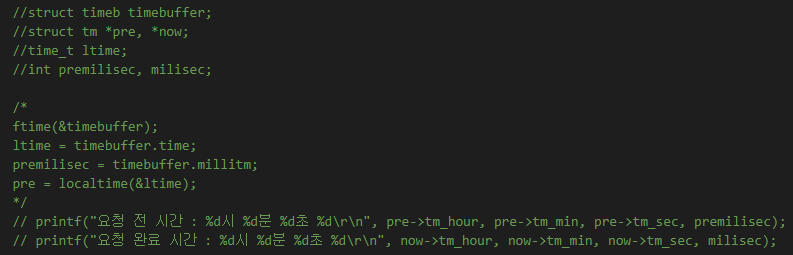 //struct timeb timebuffer;
//struct tm *pre, *now;
//time_t ltime;
//int premilisec, milisec;
/*
ftime(&timebuffer);
ltime = timebuffer.time;
premilisec = timebuffer.millitm;
pre = localtime(&ltime);
*/
// printf("요청 전 시간 : %d시 %d분 %d초 %d\r\n", pre->tm_hour, pre->tm_min, pre->tm_sec, premilisec);
// printf("요청 완료 시간 : %d시 %d분 %d초 %d\r\n", now->tm_hour, now->tm_min, now->tm_sec, milisec);